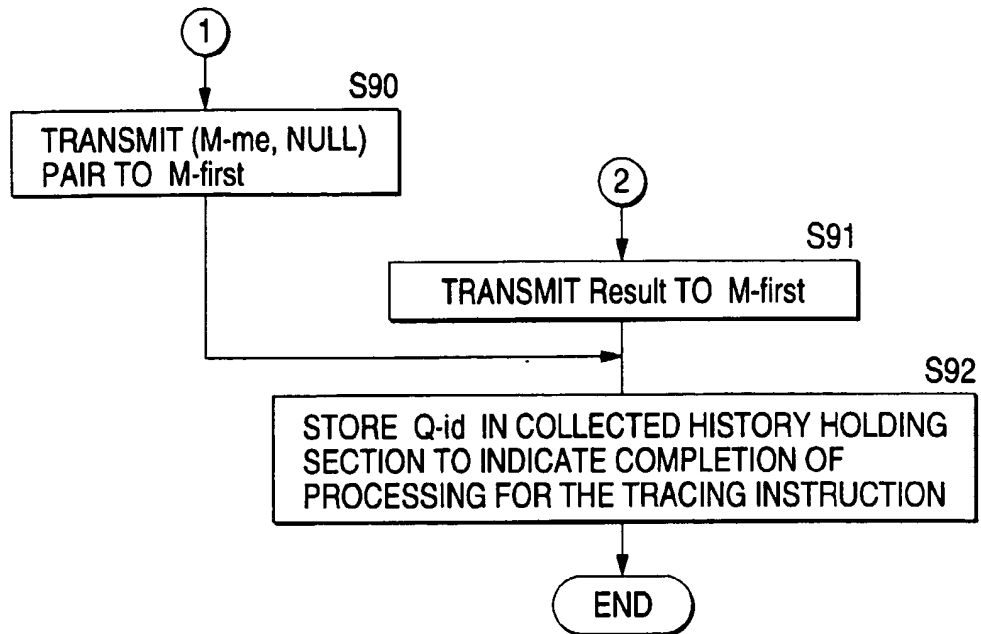 1
S90
TRANSMIT (M-me, NULL)
PAIR TO M-first
2
S91
TRANSMIT Result TO M-first
S92
STORE Q-id IN COLLECTED HISTORY HOLDING
SECTION TO INDICATE COMPLETION OF
PROCESSING FOR THE TRACING INSTRUCTION
END